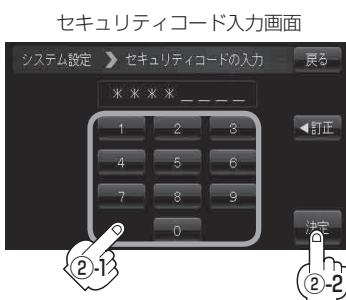 セキュリティコード入力画面
システム設定 》 セキュリティコードの入力 戻る
＊＊＊＊＿＿＿＿
1 2 3 ◀訂正
4 5 6
7 8 9
0 決定
②-1 ②-2